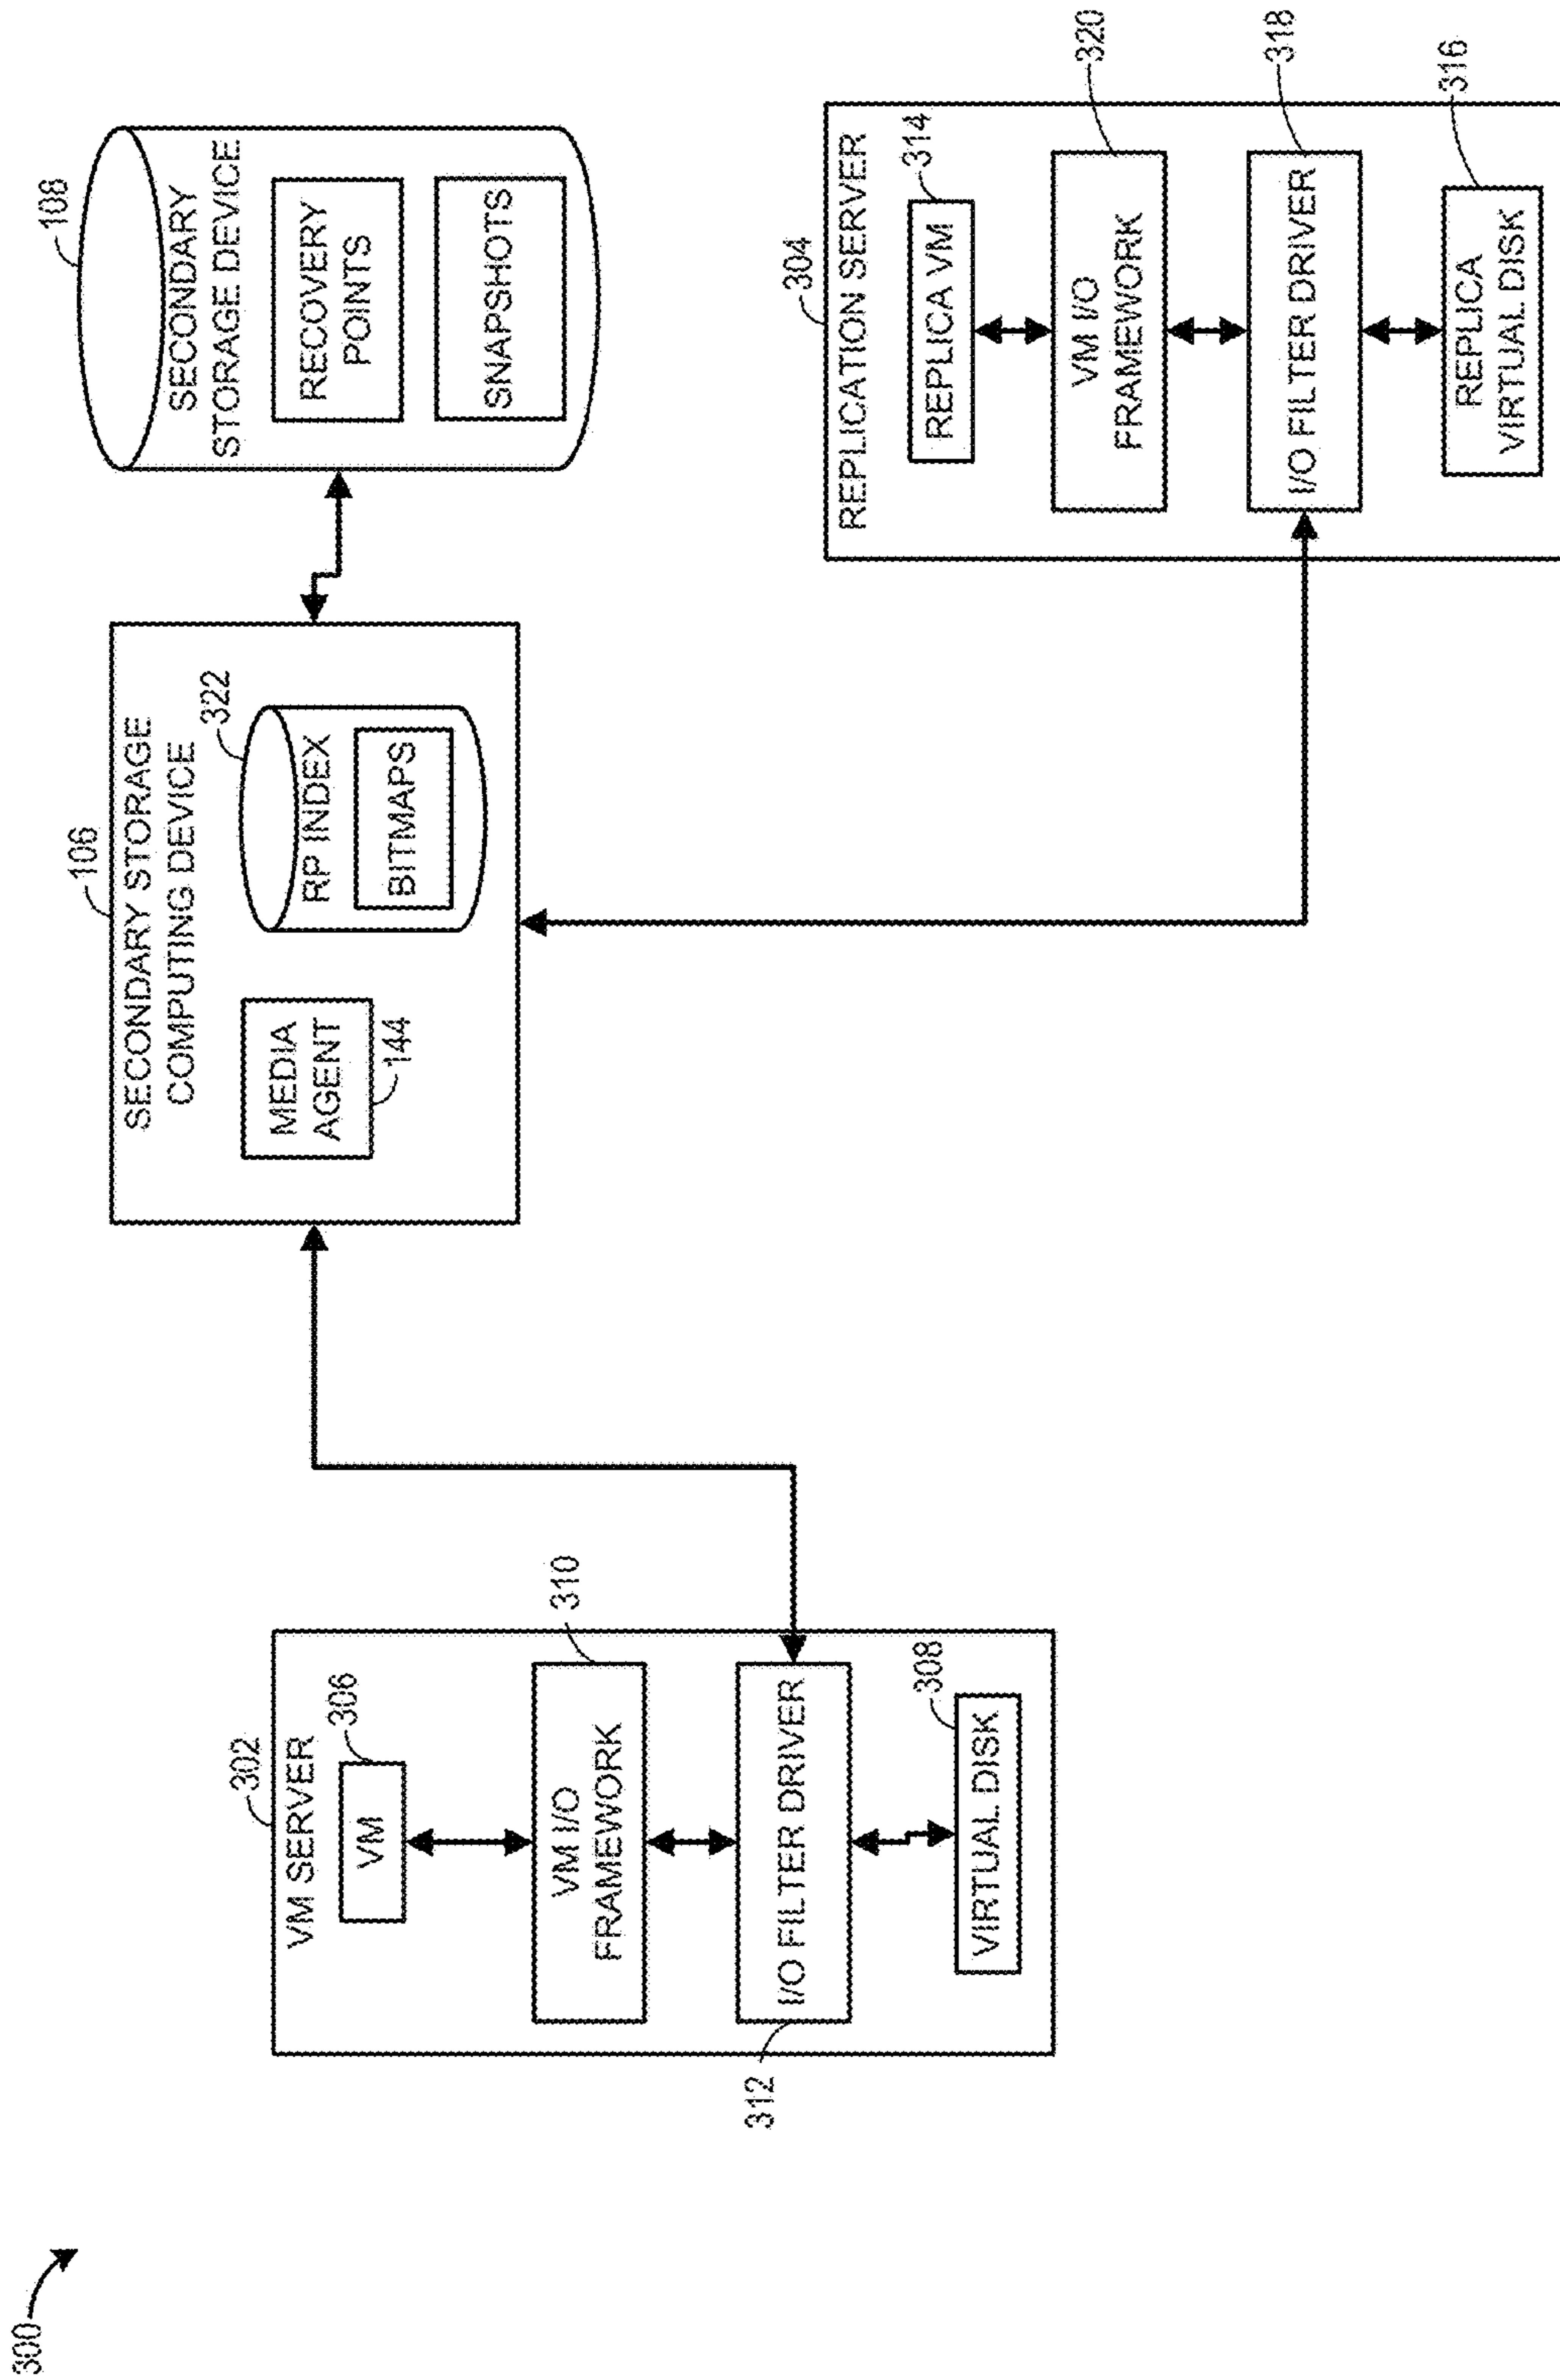 300
302
VM SERVER
306
VM
310
VM I/O
FRAMEWORK
312
I/O FILTER DRIVER
308
VIRTUAL DISK
106
SECONDARY STORAGE
COMPUTING DEVICE
MEDIA
AGENT
144
322
RP INDEX
BITMAPS
108
SECONDARY
STORAGE DEVICE
RECOVERY
POINTS
SNAPSHOTS
304
REPLICATION SERVER
314
REPLICA VM
320
VM I/O
FRAMEWORK
318
I/O FILTER DRIVER
316
REPLICA
VIRTUAL DISK